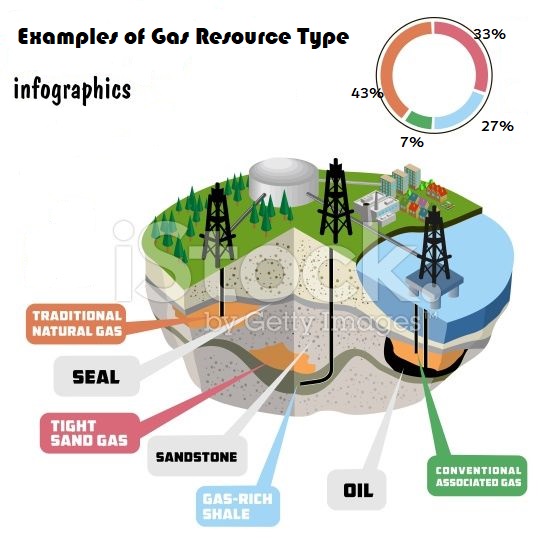 Examples of Gas Resource Type
infographics
33%
43%
27%
7%
iStock
by Getty Images™
TRADITIONAL
NATURAL GAS
SEAL
TIGHT
SAND GAS
SANDSTONE
GAS-RICH
SHALE
OIL
CONVENTIONAL
ASSOCIATED GAS